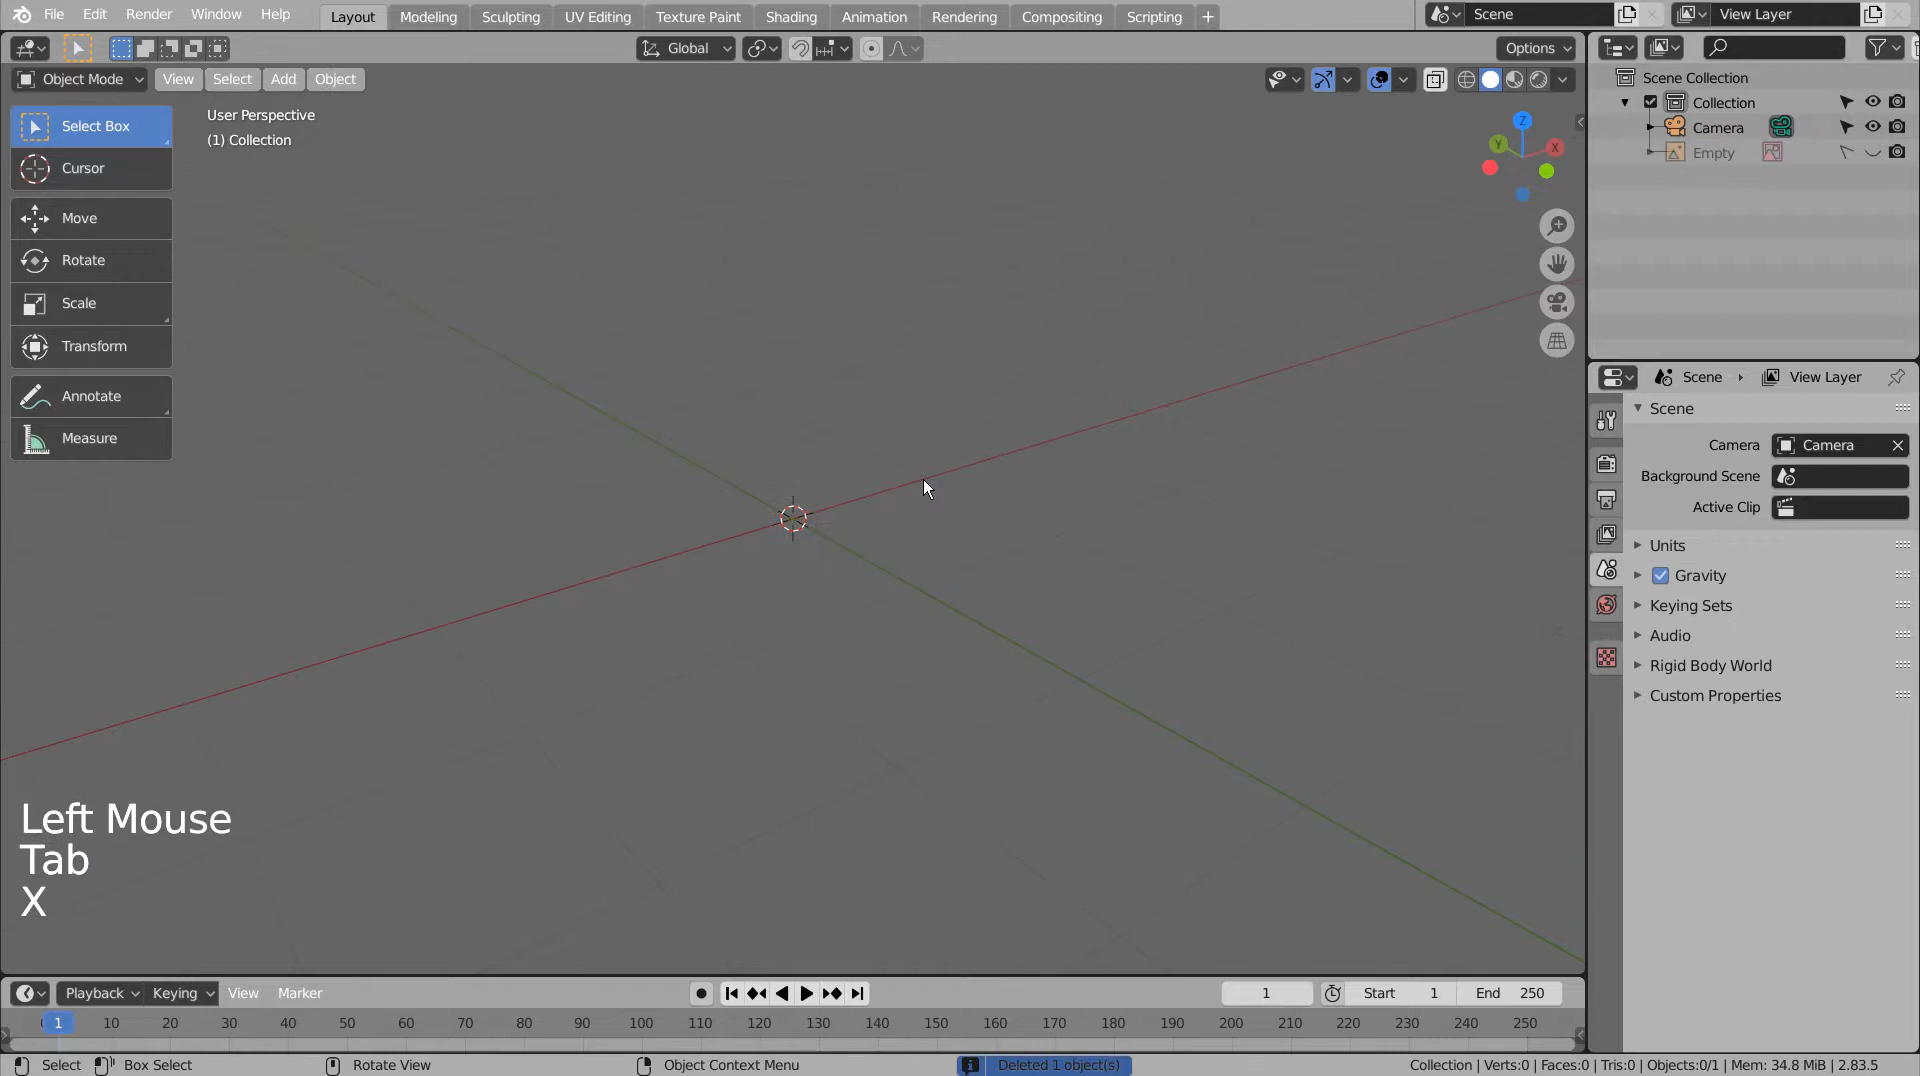 File Edit Render Window Help Layout Modeling Sculpting UV Editing Texture Paint Shading Animation Rendering Compositing Scripting + Scene View Layer
Global Options
Object Mode View Select Add Object
Scene Collection
Collection
Camera
Empty
Select Box
Cursor
Move
Rotate
Scale
Transform
Annotate
Measure
User Perspective
(1) Collection
Z
Y
X
Scene View Layer
Scene
Camera Camera
Background Scene
Active Clip
Units
Gravity
Keying Sets
Audio
Rigid Body World
Custom Properties
Left Mouse
Tab
X
Playback Keying View Marker 1 Start 1 End 250
1 10 20 30 40 50 60 70 80 90 100 110 120 130 140 150 160 170 180 190 200 210 220 230 240 250
Select Box Select Rotate View Object Context Menu Deleted 1 object(s) Collection | Verts:0 | Faces:0 | Tris:0 | Objects:0/1 | Mem: 34.8 MiB | 2.83.5